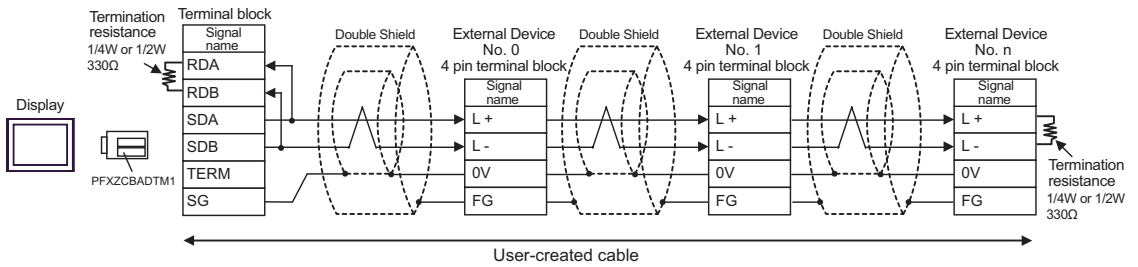 Display
PFXZCBADTM1
Termination
resistance
1/4W or 1/2W
330Ω
Terminal block
Signal
name
RDA
RDB
SDA
SDB
TERM
SG
Double Shield
External Device
No. 0
4 pin terminal block
Signal
name
L +
L -
0V
FG
Double Shield
External Device
No. 1
4 pin terminal block
Signal
name
L +
L -
0V
FG
Double Shield
External Device
No. n
4 pin terminal block
Signal
name
L +
L -
0V
FG
Termination
resistance
1/4W or 1/2W
330Ω
User-created cable